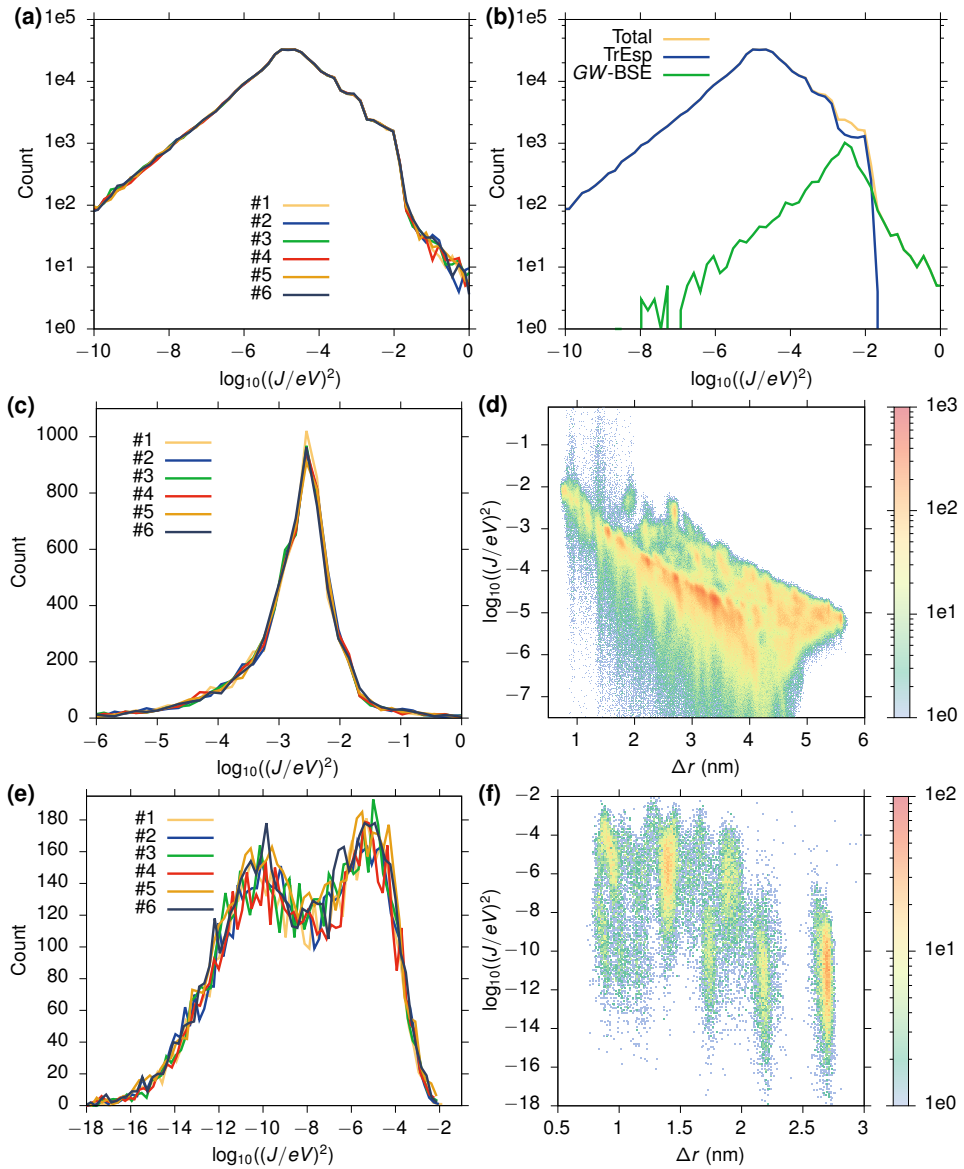 (a)
1e5
1e4
1e3
1e2
1e1
1e0
Count
#1
#2
#3
#4
#5
#6
−10
−8
−6
−4
−2
0
log10((J/eV)²)
(b)
1e5
1e4
1e3
1e2
1e1
1e0
Count
Total
TrEsp
GW-BSE
−10
−8
−6
−4
−2
0
log10((J/eV)²)
(c)
1000
800
600
400
200
0
Count
#1
#2
#3
#4
#5
#6
−6
−5
−4
−3
−2
−1
0
log10((J/eV)²)
(d)
−1
−2
−3
−4
−5
−6
−7
log10((J/eV)²)
1
2
3
4
5
6
Δr (nm)
1e3
1e2
1e1
1e0
(e)
180
160
140
120
100
80
60
40
20
0
Count
#1
#2
#3
#4
#5
#6
−18
−16
−14
−12
−10
−8
−6
−4
−2
log10((J/eV)²)
(f)
−2
−4
−6
−8
−10
−12
−14
−16
−18
log10((J/eV)²)
1
1.5
2
2.5
3
Δr (nm)
1e2
1e1
1e0